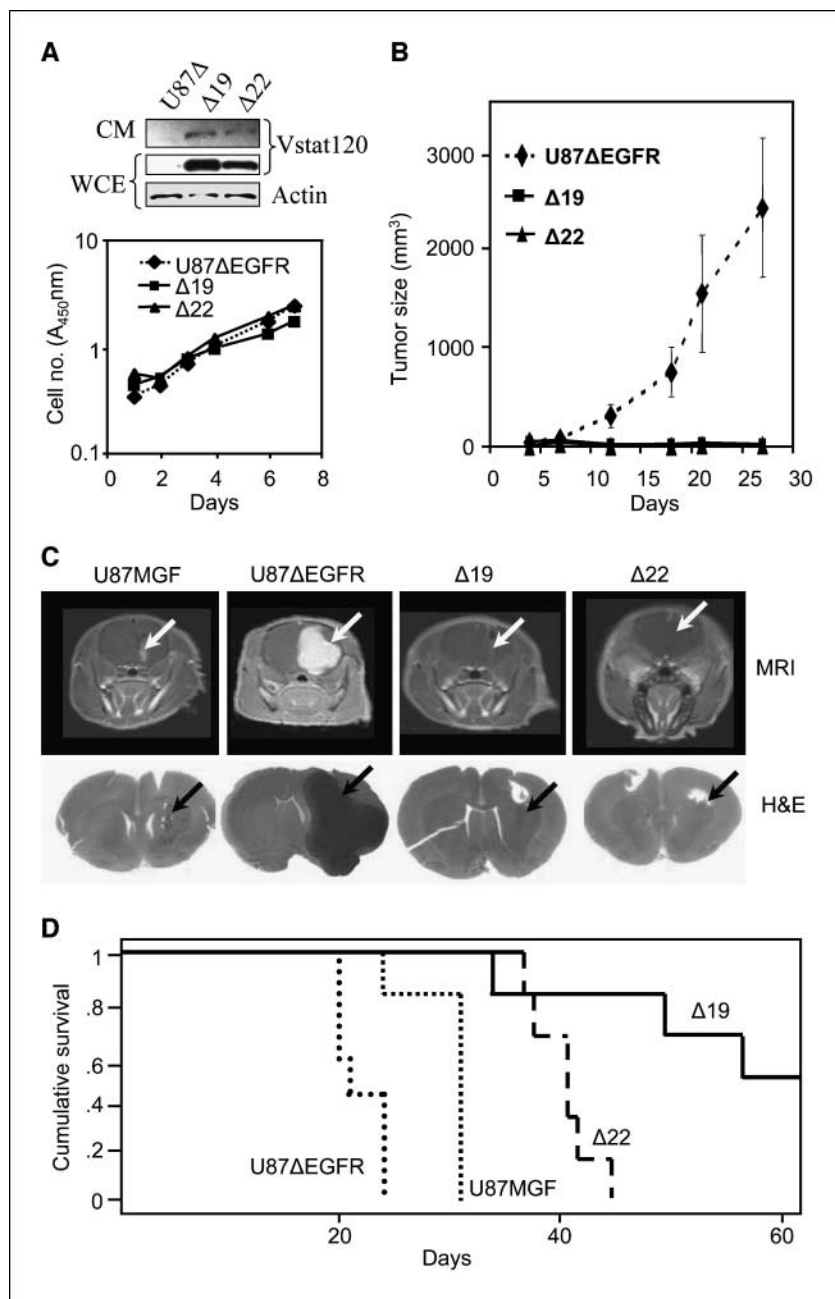 A
U87Δ
Δ19
Δ22
CM
Vstat120
WCE
Actin
10
1
0.1
Cell no. (A₄₅₀nm)
U87ΔEGFR
Δ19
Δ22
0 2 4 6 8
Days
B
3000
2000
1000
0
Tumor size (mm³)
U87ΔEGFR
Δ19
Δ22
0 5 10 15 20 25 30
Days
C
U87MGF U87ΔEGFR Δ19 Δ22
MRI
H&E
D
1
.8
.6
.4
.2
0
Cumulative survival
Δ19
Δ22
U87ΔEGFR
U87MGF
20 40 60
Days